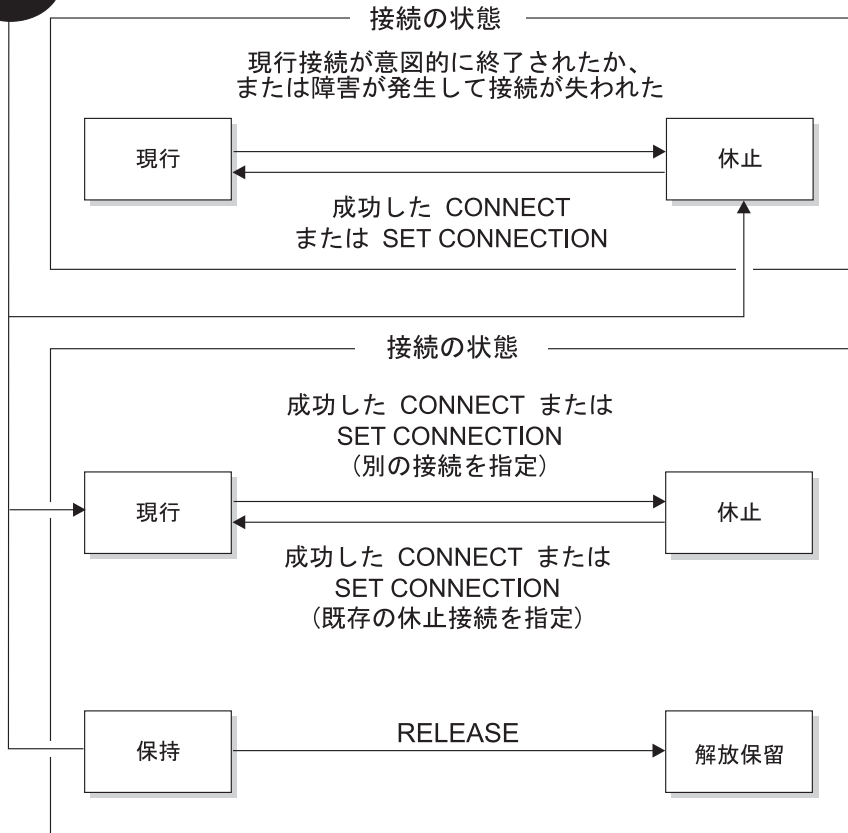 接続の状態
現行接続が意図的に終了されたか、
または障害が発生して接続が失われた
現行
休止
成功した CONNECT
または SET CONNECTION
接続の状態
成功した CONNECT または
SET CONNECTION
（別の接続を指定）
現行
休止
成功した CONNECT または
SET CONNECTION
（既存の休止接続を指定）
保持
RELEASE
解放保留